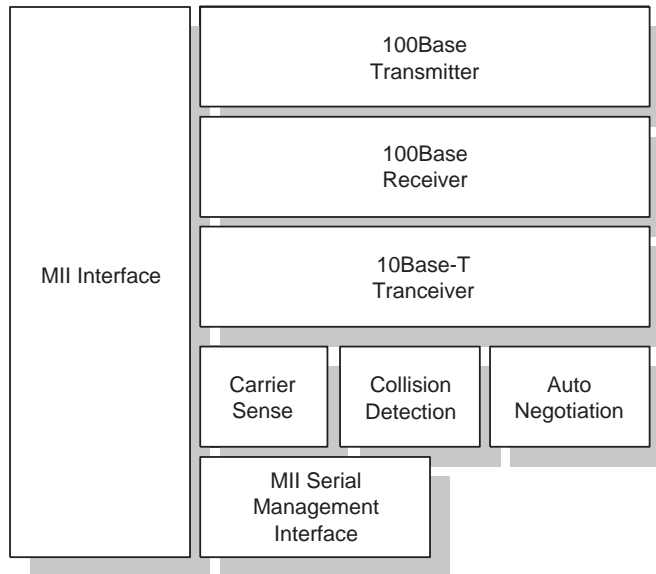 100Base
Transmitter
100Base
Receiver
MII Interface
10Base-T
Tranceiver
Carrier
Sense
Collision
Detection
Auto
Negotiation
MII Serial
Management
Interface